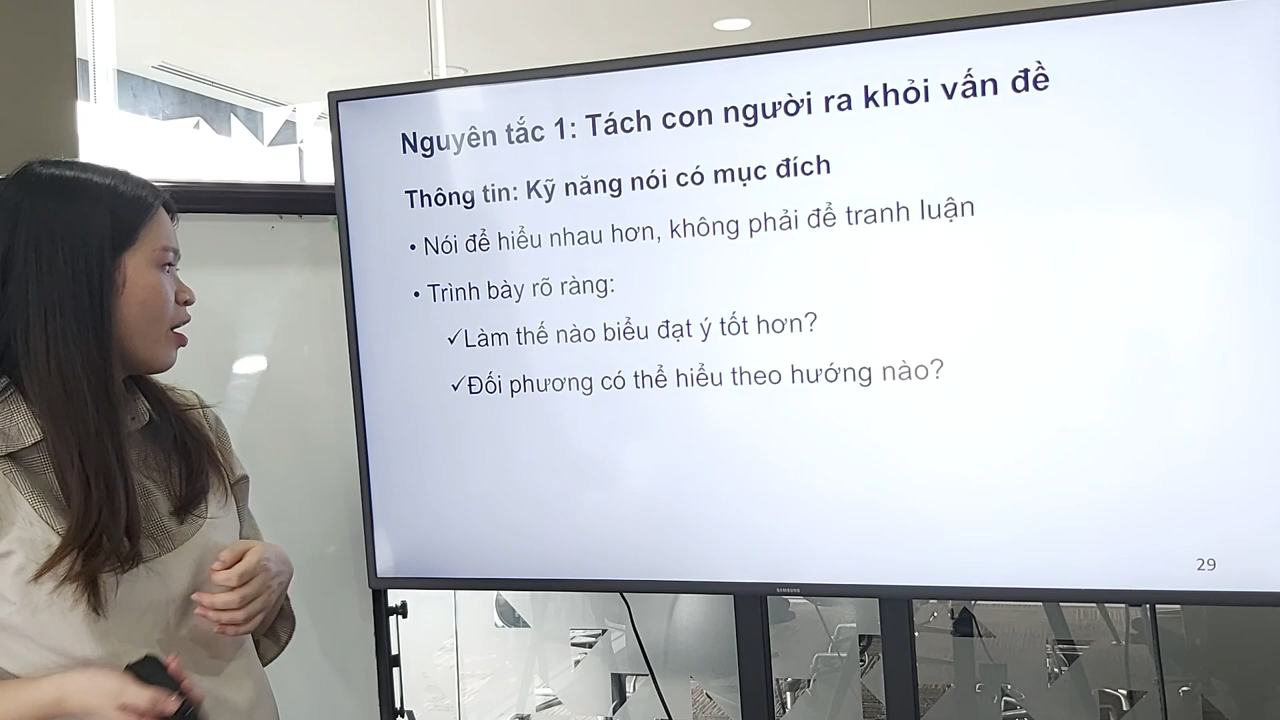 Nguyên tắc 1: Tách con người ra khỏi vấn đề
Thông tin: Kỹ năng nói có mục đích
• Nói để hiểu nhau hơn, không phải để tranh luận
• Trình bày rõ ràng:
✓Làm thế nào biểu đạt ý tốt hơn?
✓Đối phương có thể hiểu theo hướng nào?
29
SAMSUNG